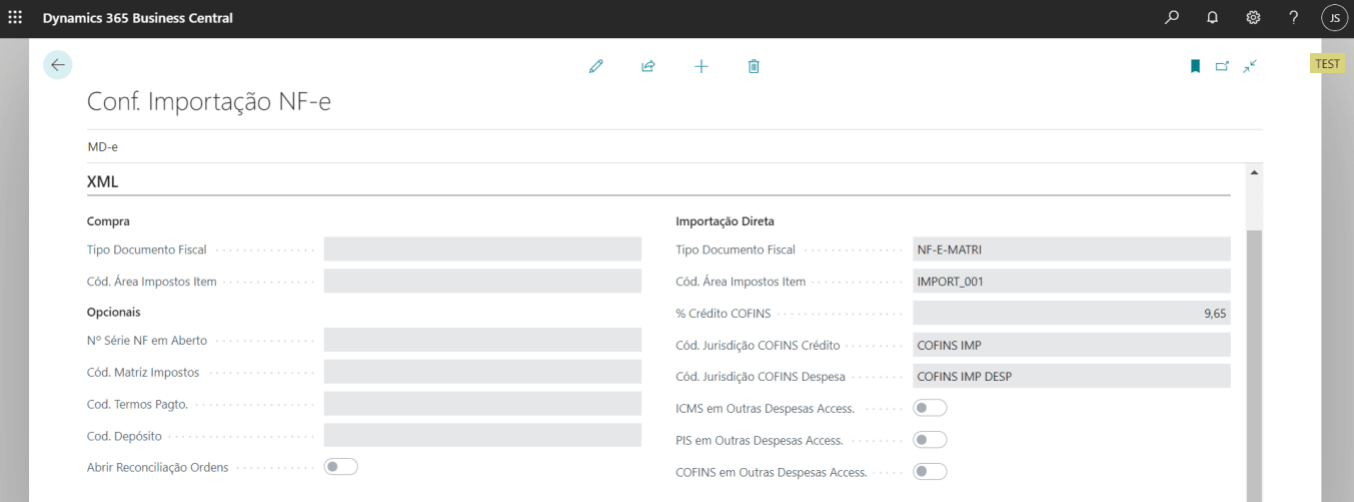 Dynamics 365 Business Central
JS
TEST
Conf. Importação NF-e
MD-e
XML
Compra
Tipo Documento Fiscal
Cód. Área Impostos Item
Opcionais
Nº Série NF em Aberto
Cód. Matriz Impostos
Cod. Termos Pagto.
Cod. Depósito
Abrir Reconciliação Ordens
Importação Direta
Tipo Documento Fiscal NF-E-MATRI
Cód. Área Impostos Item IMPORT_001
% Crédito COFINS 9,65
Cód. Jurisdição COFINS Crédito COFINS IMP
Cód. Jurisdição COFINS Despesa COFINS IMP DESP
ICMS em Outras Despesas Access.
PIS em Outras Despesas Access.
COFINS em Outras Despesas Access.